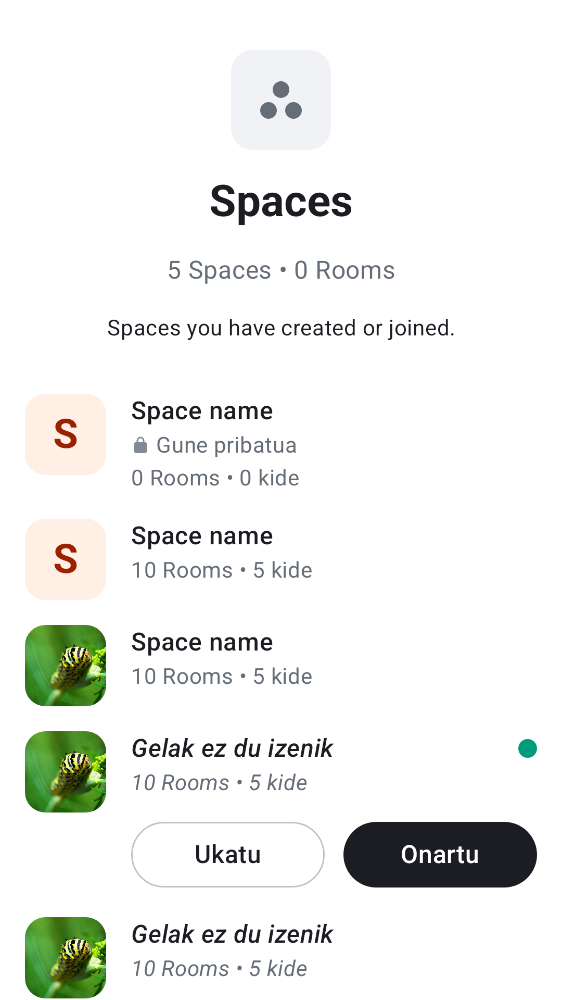 Spaces
5 Spaces • 0 Rooms
Spaces you have created or joined.
S
Space name
Gune pribatua
0 Rooms • 0 kide
S
Space name
10 Rooms • 5 kide
Space name
10 Rooms • 5 kide
Gelak ez du izenik
10 Rooms • 5 kide
Ukatu
Onartu
Gelak ez du izenik
10 Rooms • 5 kide